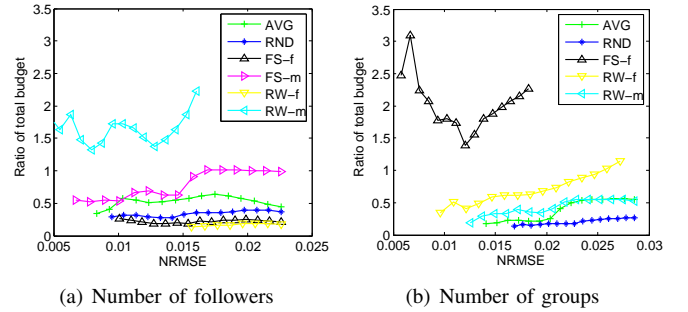 3.5
3
2.5
2
1.5
1
0.5
0
Ratio of total budget
AVG
RND
FS-f
FS-m
RW-f
RW-m
0.005
0.01
0.015
0.02
0.025
NRMSE
(a) Number of followers
3.5
3
2.5
2
1.5
1
0.5
0
Ratio of total budget
AVG
RND
FS-f
RW-f
RW-m
0.005
0.01
0.015
0.02
0.025
0.03
NRMSE
(b) Number of groups